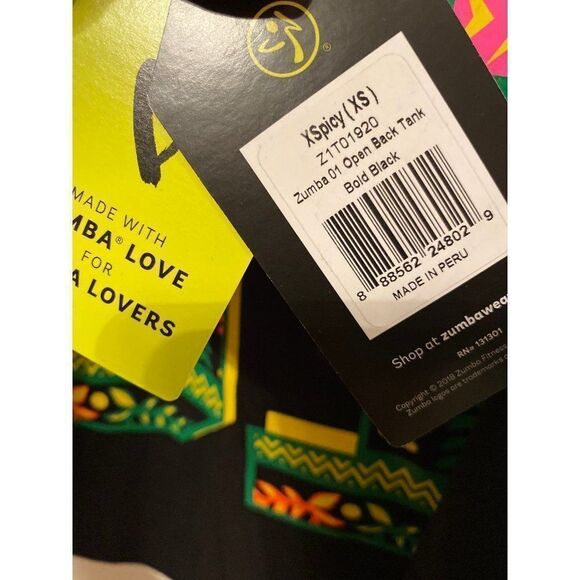 MADE WITH
MBA® LOVE
FOR
A LOVERS
®
XSpicy ( XS )
Z1T01920
Zumba 01 Open Back Tank
Bold Black
8 88562 24802 9
MADE IN PERU
Shop at zumbawea
RN# 131301
Copyright © 2018 Zumba Fitness
Zumba logos are trademarks o